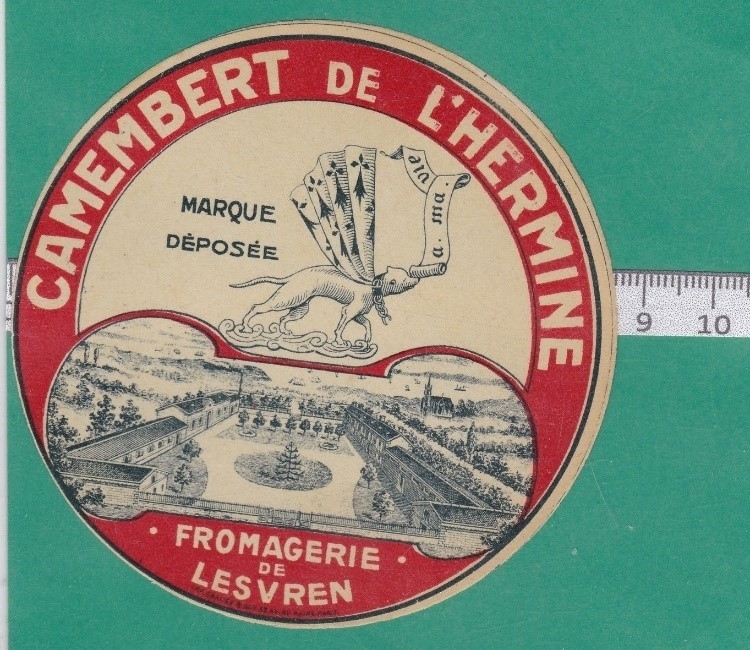 CAMEMBERT DE L'HERMINE
MARQUE
DÉPOSÉE
a. ma. vie
• FROMAGERIE •
DE
LESVREN
9 10